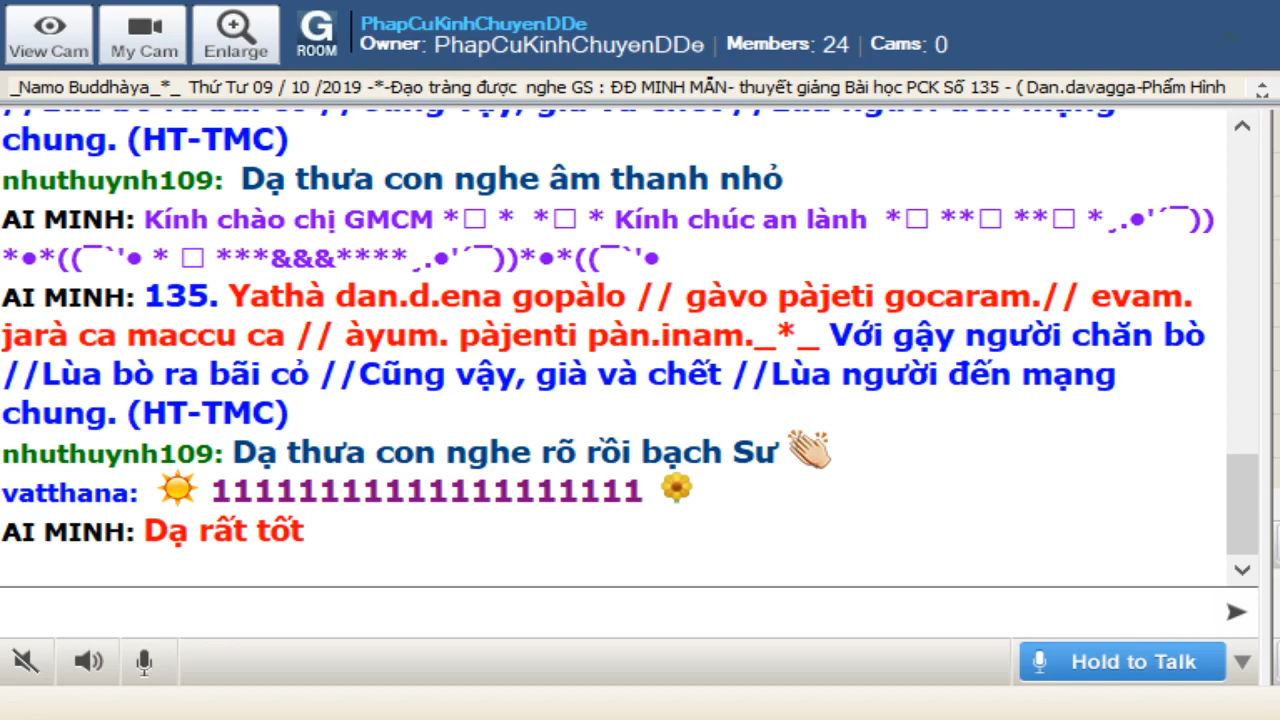 View Cam
My Cam
Enlarge
G
ROOM
PhapCuKinhChuyenDDe
Owner: PhapCuKinhChuyenDDe | Members: 24 | Cams: 0
_Namo Buddhàya_*_ Thứ Tư 09 / 10 /2019 -*-Đạo tràng được nghe GS : ĐĐ MINH MẪN- thuyết giảng Bài học PCK Số 135 - ( Dan.davagga-Phẩm Hình
chung. (HT-TMC)
nhuthuynh109: Dạ thưa con nghe âm thanh nhỏ
AI MINH: Kính chào chị GMCM *□ * *□ * Kính chúc an lành *□ **□ **□ *¸.●'´¯))
*●*((¯`'● * □ ***&&&****¸.●'´¯))*●*((¯`'●
AI MINH: 135. Yathà dan.d.ena gopàlo // gàvo pàjeti gocaram.// evam.
jarà ca maccu ca // àyum. pàjenti pàn.inam._*_ Với gậy người chăn bò
//Lùa bò ra bãi cỏ //Cũng vậy, già và chết //Lùa người đến mạng
chung. (HT-TMC)
nhuthuynh109: Dạ thưa con nghe rõ rồi bạch Sư 👏
vatthana: ☀ 11111111111111111111 🌼
AI MINH: Dạ rất tốt
Hold to Talk